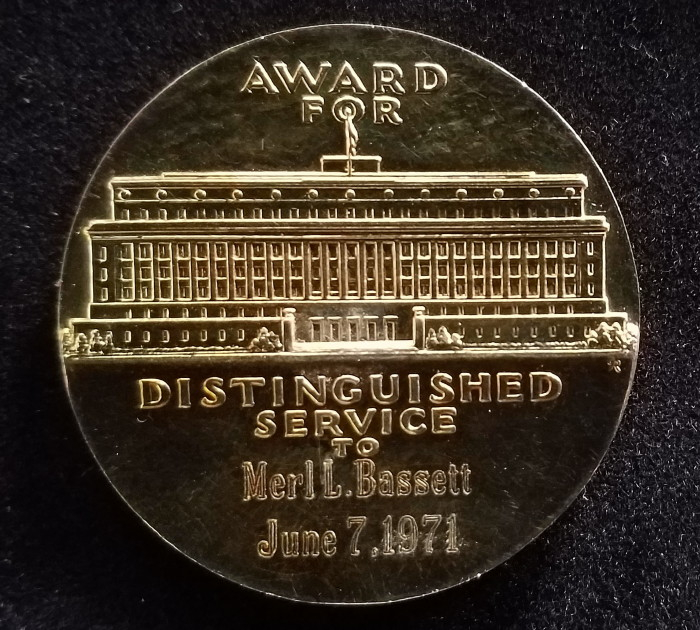 AWARD
FOR
DISTINGUISHED
SERVICE
TO
Merl L. Bassett
June 7, 1971